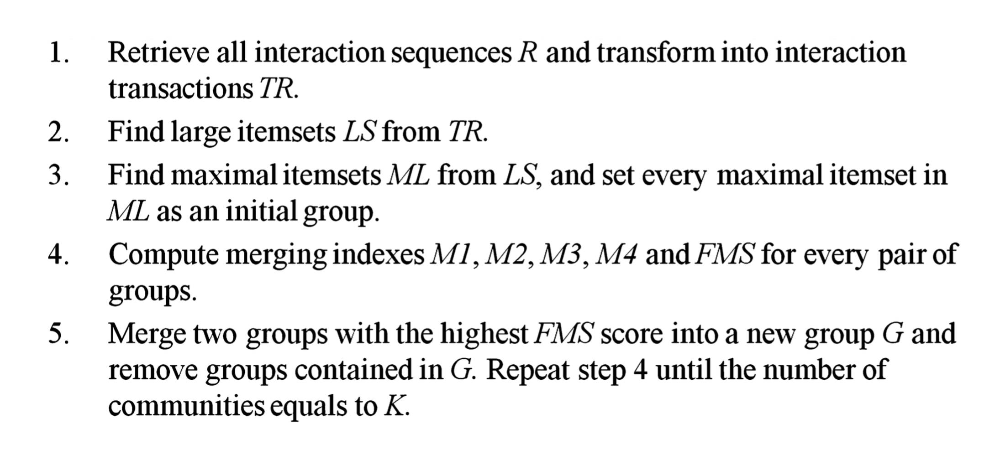 1. Retrieve all interaction sequences R and transform into interaction
transactions TR.
2. Find large itemsets LS from TR.
3. Find maximal itemsets ML from LS, and set every maximal itemset in
ML as an initial group.
4. Compute merging indexes M1, M2, M3, M4 and FMS for every pair of
groups.
5. Merge two groups with the highest FMS score into a new group G and
remove groups contained in G. Repeat step 4 until the number of
communities equals to K.